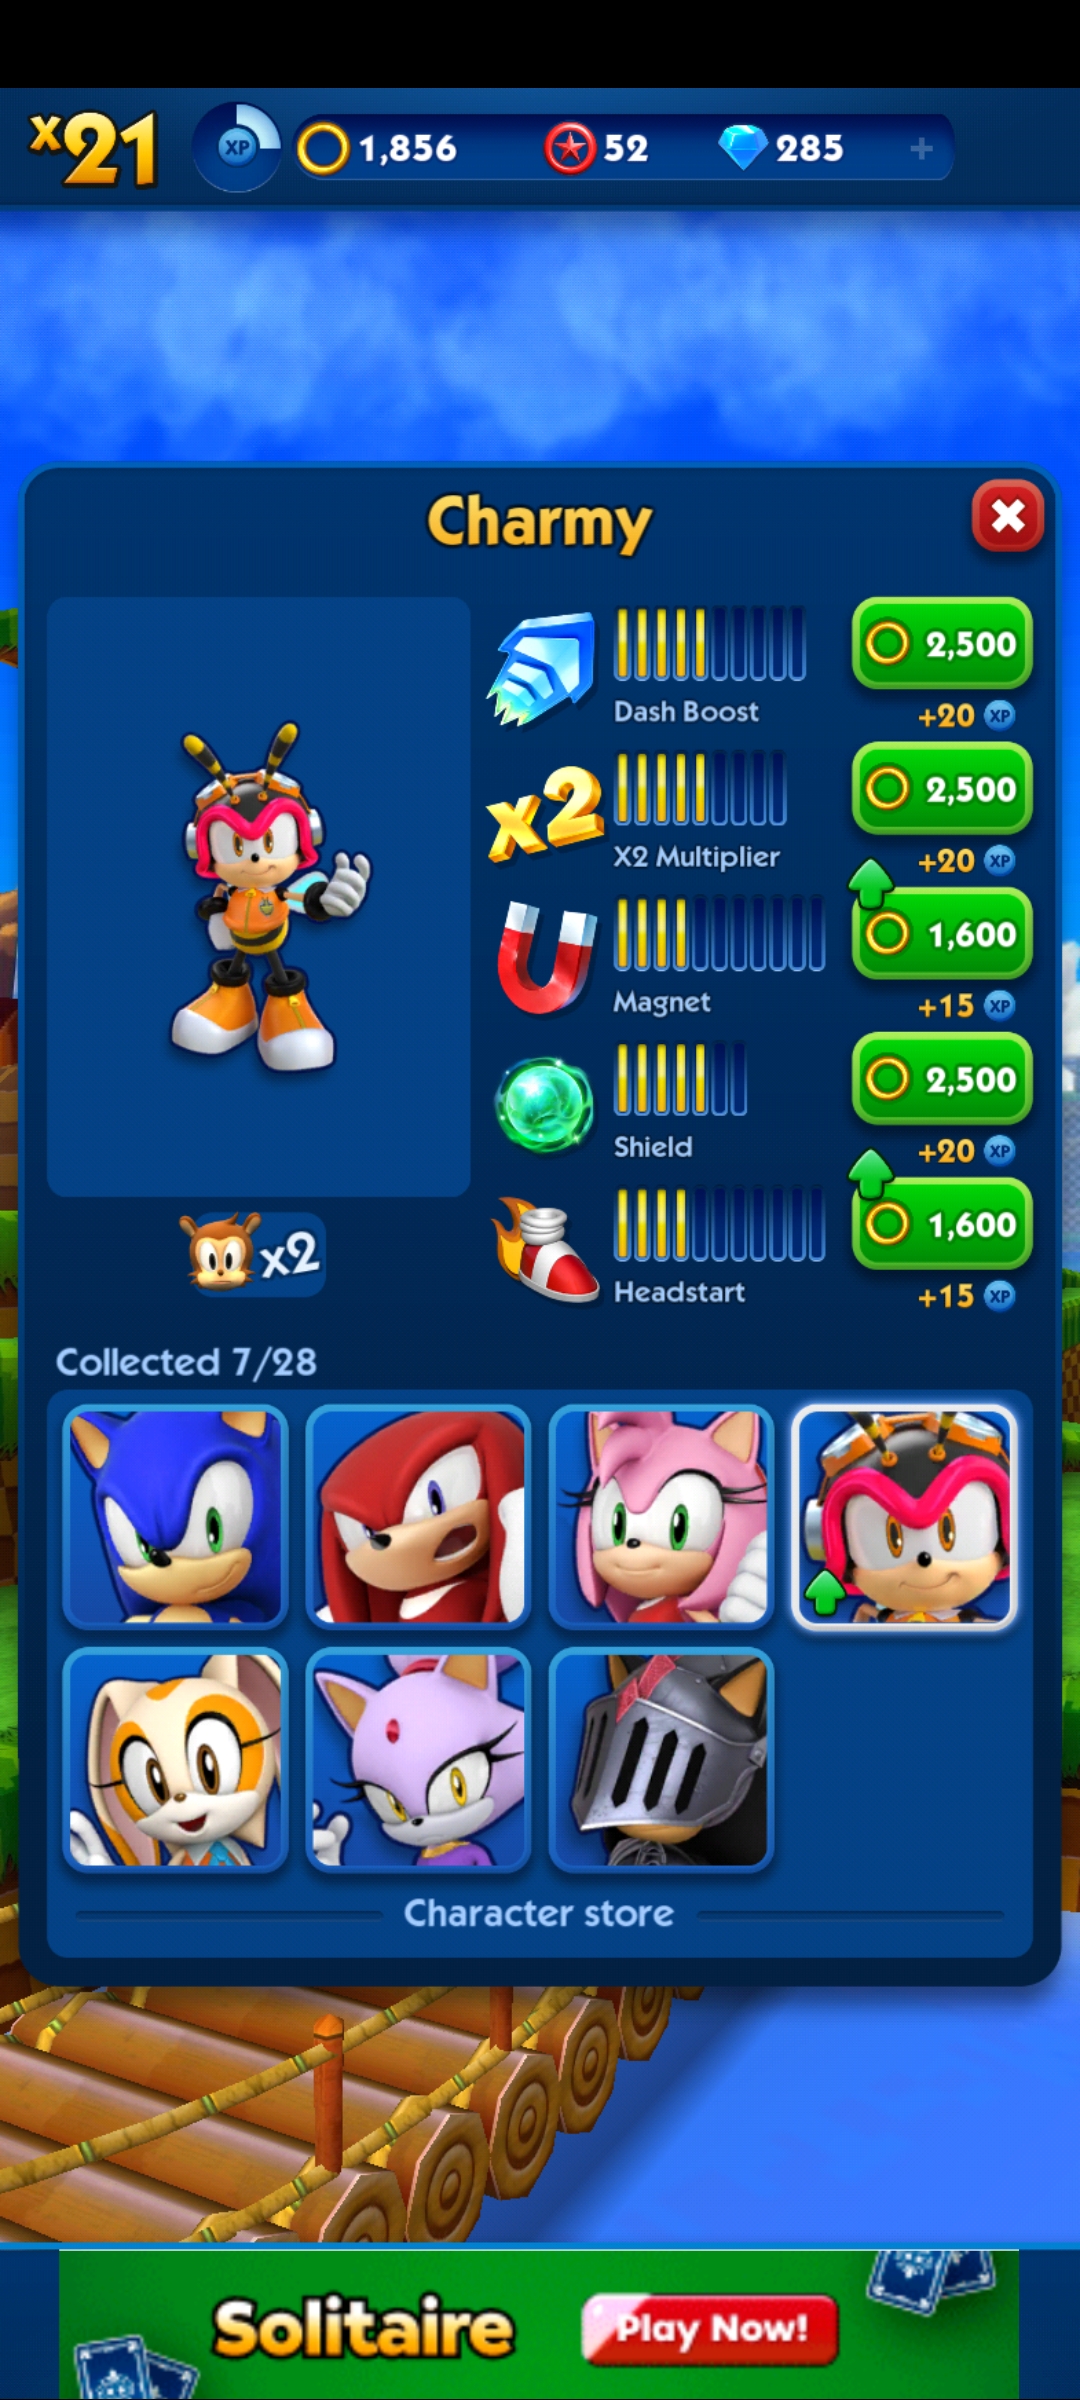 x21
XP
1,856
52
285
+
Charmy
2,500
Dash Boost
+20 XP
x2
2,500
X2 Multiplier
+20 XP
1,600
Magnet
+15 XP
2,500
Shield
+20 XP
x2
1,600
Headstart
+15 XP
Collected 7/28
Character store
Solitaire
Play Now!